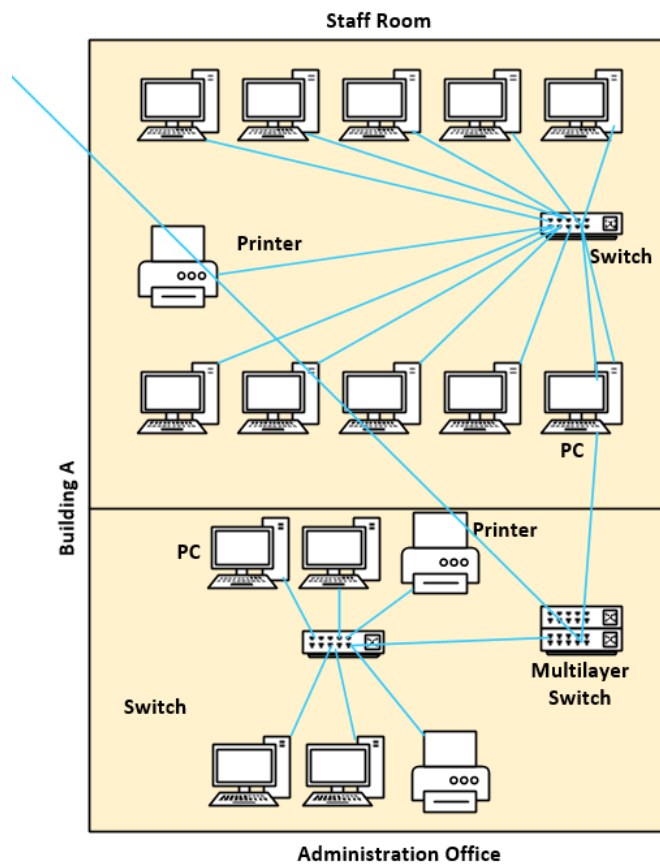 Staff Room
Printer
Switch
PC
Building A
Printer
PC
Multilayer
Switch
Switch
Administration Office